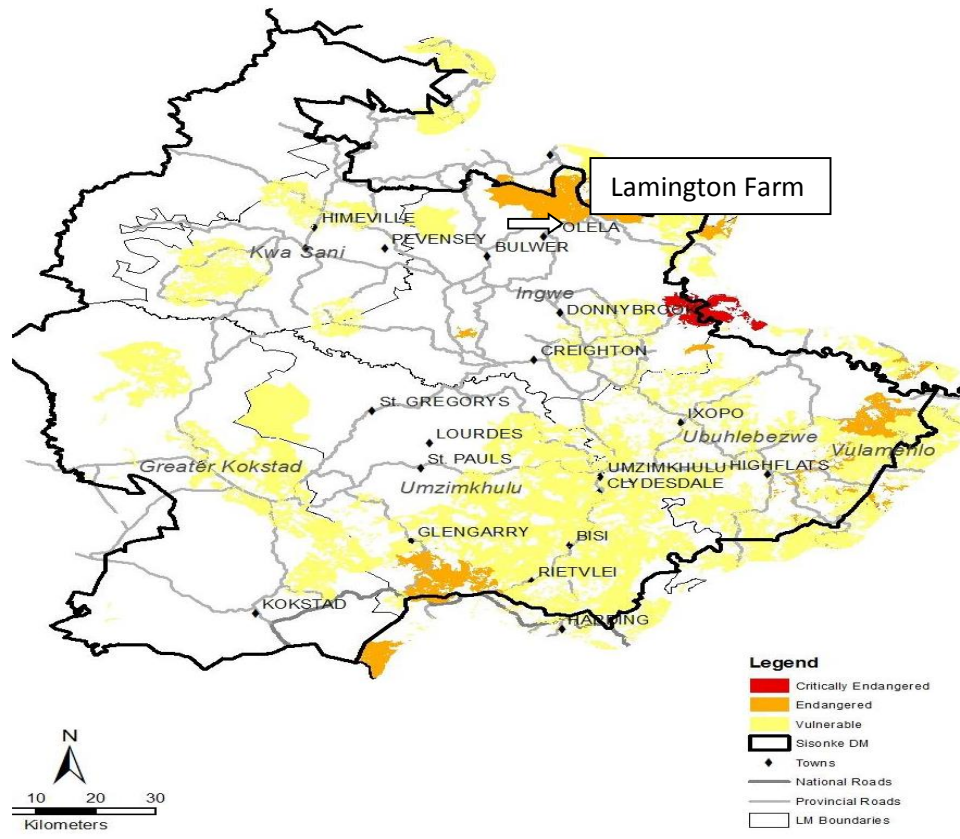 Lamington Farm
HIMEVILLE
OLELA
PEVENSEY
Kwa Sani
BULWER
Ingwe
DONNYBROOK
CREIGHTON
St. GREGORYS
IXOPO
LOURDES
Ubuhlebezwe
Vulamehlo
St. PAULS
Greater Kokstad
UMZIMKHULU
HIGHFLATS
Umzimkhulu
CLYDESDALE
GLENGARRY
BISI
RIETVLEI
KOKSTAD
HARDING
Legend
Critically Endangered
Endangered
Vulnerable
Sisonke DM
Towns
National Roads
Provincial Roads
LM Boundaries
N
10 20 30
Kilometers